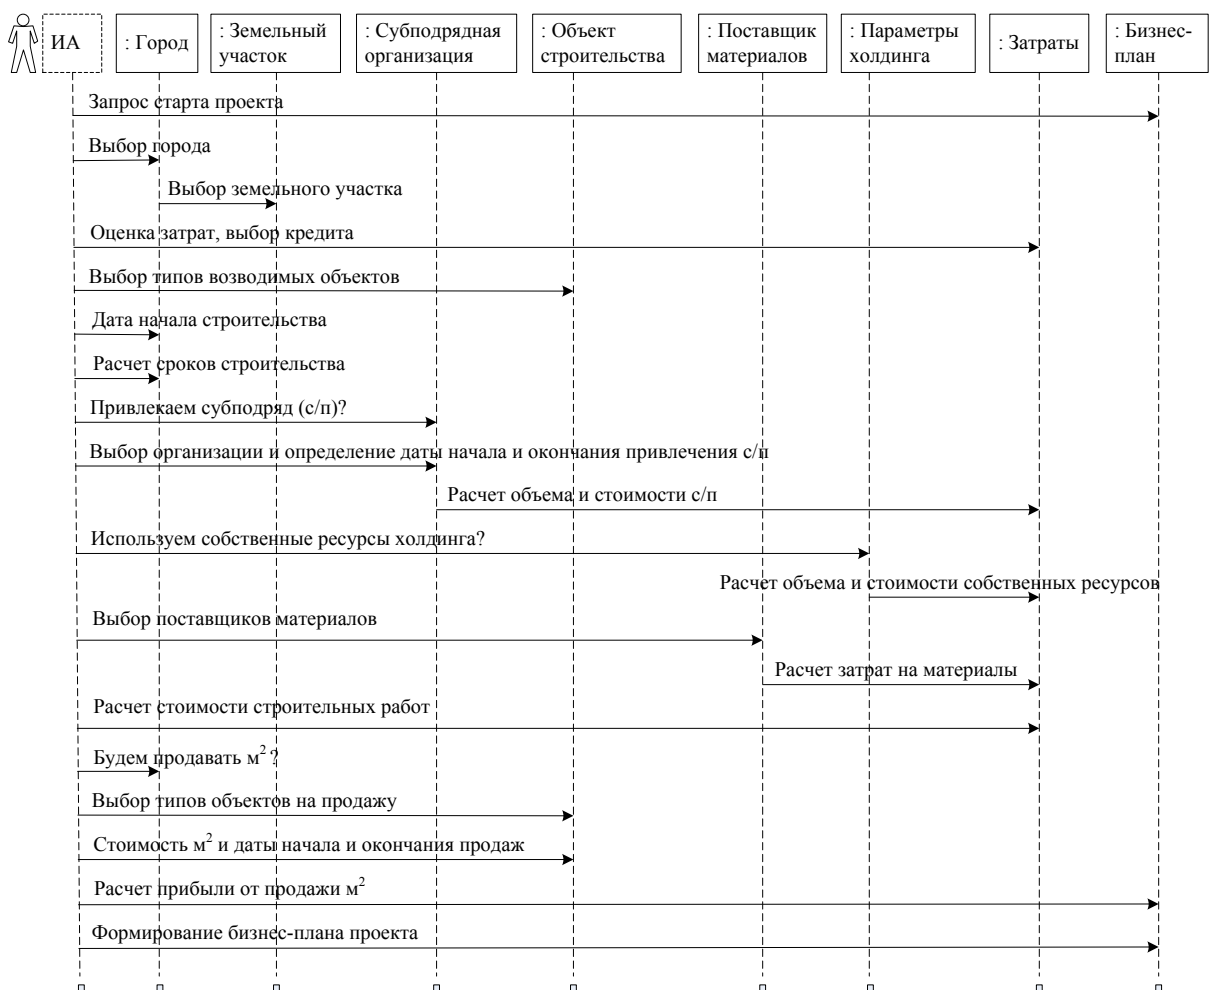 ИА
: Город
: Земельный
участок
: Субподрядная
организация
: Объект
строительства
: Поставщик
материалов
: Параметры
холдинга
: Затраты
: Бизнес-
план
Запрос старта проекта
Выбор города
Выбор земельного участка
Оценка затрат, выбор кредита
Выбор типов возводимых объектов
Дата начала строительства
Расчет сроков строительства
Привлекаем субподряд (с/п)?
Выбор организации и определение даты начала и окончания привлечения с/п
Расчет объема и стоимости с/п
Используем собственные ресурсы холдинга?
Расчет объема и стоимости собственных ресурсов
Выбор поставщиков материалов
Расчет затрат на материалы
Расчет стоимости строительных работ
Будем продавать м²?
Выбор типов объектов на продажу
Стоимость м² и даты начала и окончания продаж
Расчет прибыли от продажи м²
Формирование бизнес-плана проекта